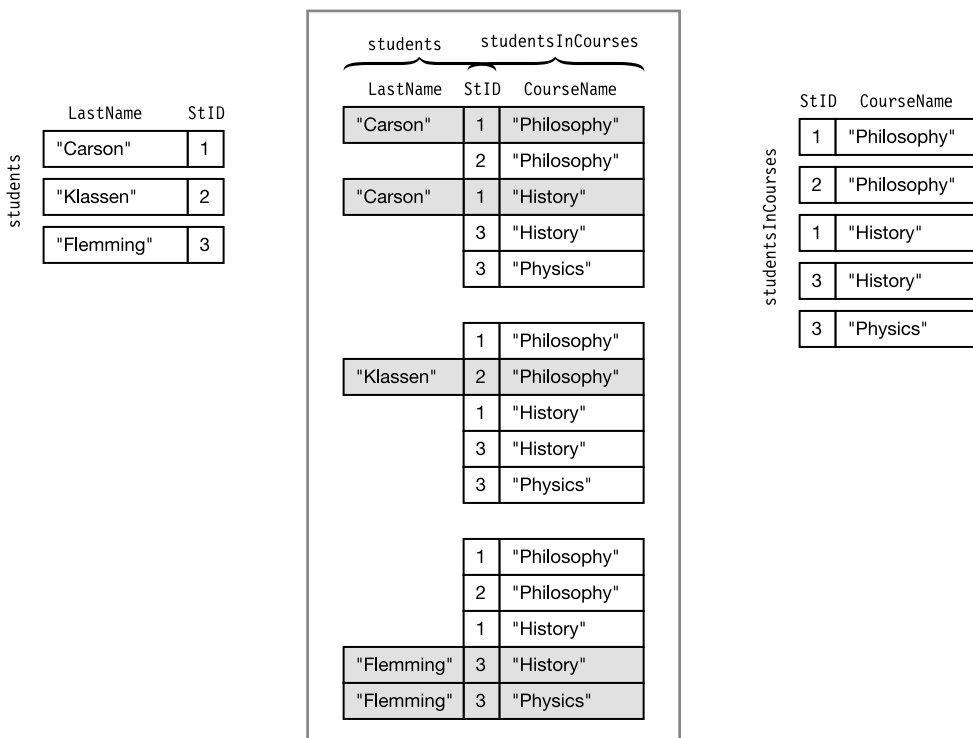 students
LastName StID
"Carson" 1
"Klassen" 2
"Flemming" 3
students studentsInCourses
LastName StID CourseName
"Carson" 1 "Philosophy"
2 "Philosophy"
"Carson" 1 "History"
3 "History"
3 "Physics"
1 "Philosophy"
"Klassen" 2 "Philosophy"
1 "History"
3 "History"
3 "Physics"
1 "Philosophy"
2 "Philosophy"
1 "History"
"Flemming" 3 "History"
"Flemming" 3 "Physics"
studentsInCourses
StID CourseName
1 "Philosophy"
2 "Philosophy"
1 "History"
3 "History"
3 "Physics"